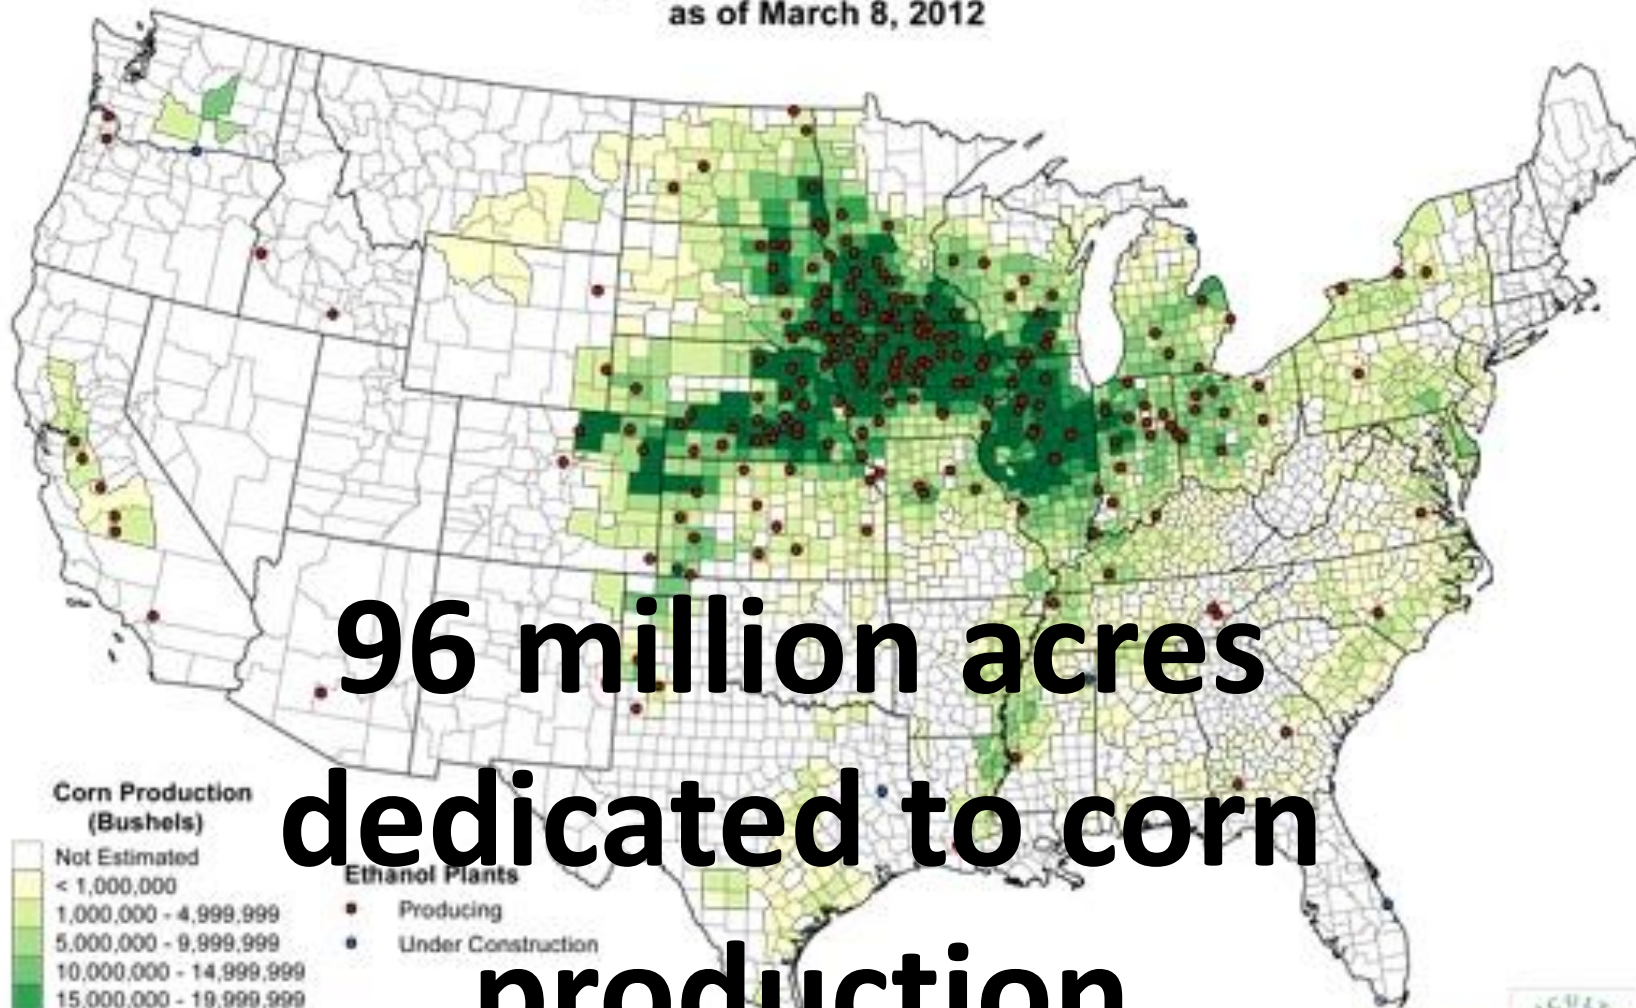 as of March 8, 2012
96 million acres
dedicated to corn
production
Corn Production
(Bushels)
Not Estimated
< 1,000,000
1,000,000 - 4,999,999
5,000,000 - 9,999,999
10,000,000 - 14,999,999
15,000,000 - 19,999,999
Ethanol Plants
Producing
Under Construction